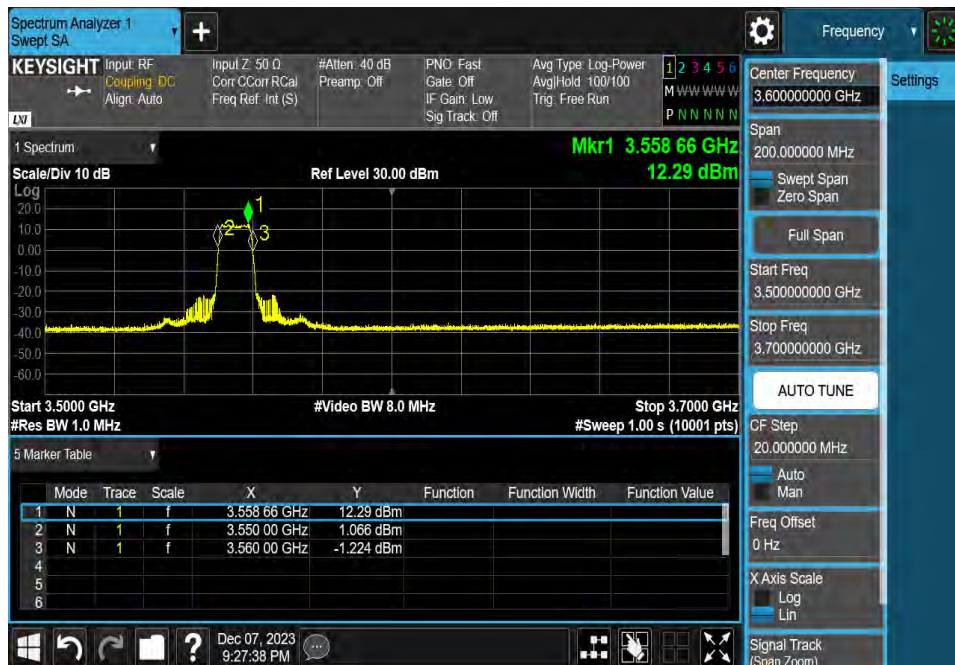 Spectrum Analyzer 1
Swept SA
+
Frequency
KEYSIGHT
LXI
Input: RF
Coupling: DC
Align: Auto
Input Z: 50 Ω
Corr CCorr RCal
Freq Ref: Int (S)
#Atten: 40 dB
Preamp: Off
PNO: Fast
Gate: Off
IF Gain: Low
Sig Track: Off
Avg Type: Log-Power
Avg|Hold: 100/100
Trig: Free Run
1 2 3 4 5 6
M W W W W W
P N N N N N
1 Spectrum
Scale/Div 10 dB
Ref Level 30.00 dBm
Mkr1 3.558 66 GHz
12.29 dBm
Log
20.0
10.0
0.00
-10.0
-20.0
-30.0
-40.0
-50.0
-60.0
1
2
3
Start 3.5000 GHz
#Video BW 8.0 MHz
Stop 3.7000 GHz
#Res BW 1.0 MHz
#Sweep 1.00 s (10001 pts)
5 Marker Table
Mode Trace Scale X Y Function Function Width Function Value
1 N 1 f 3.558 66 GHz 12.29 dBm
2 N 1 f 3.550 00 GHz 1.066 dBm
3 N 1 f 3.560 00 GHz -1.224 dBm
4
5
6
?
Dec 07, 2023
9:27:38 PM
Center Frequency
3.600000000 GHz
Settings
Span
200.000000 MHz
Swept Span
Zero Span
Full Span
Start Freq
3.500000000 GHz
Stop Freq
3.700000000 GHz
AUTO TUNE
CF Step
20.000000 MHz
Auto
Man
Freq Offset
0 Hz
X Axis Scale
Log
Lin
Signal Track
(Span Zoom)